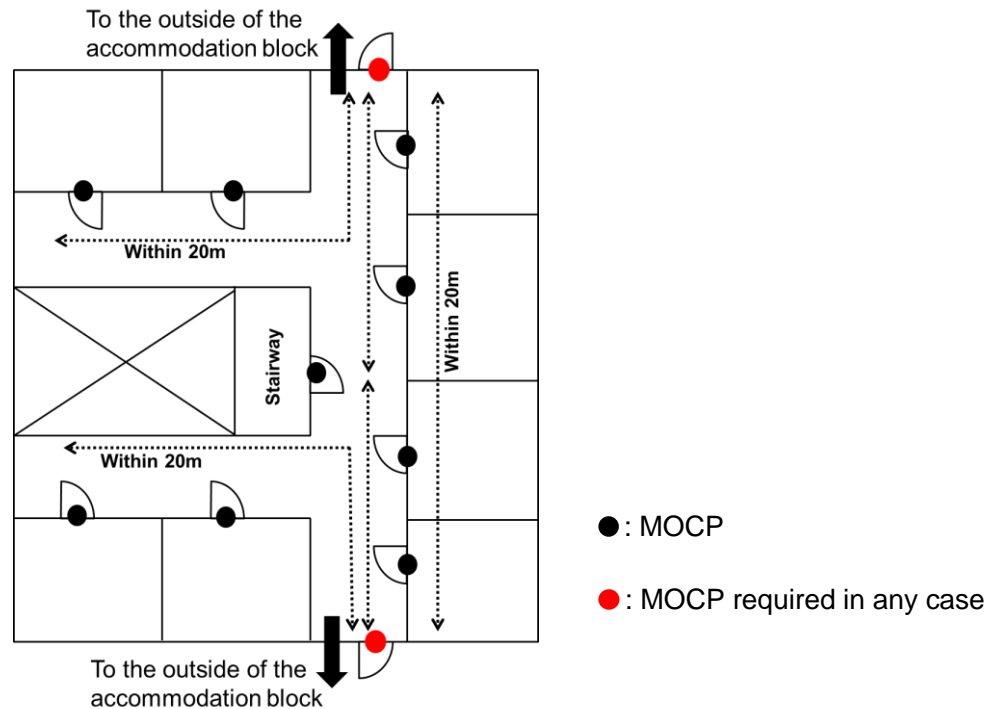 To the outside of the
accommodation block
Within 20m
Within 20m
Stairway
Within 20m
To the outside of the
accommodation block
: MOCP
: MOCP required in any case